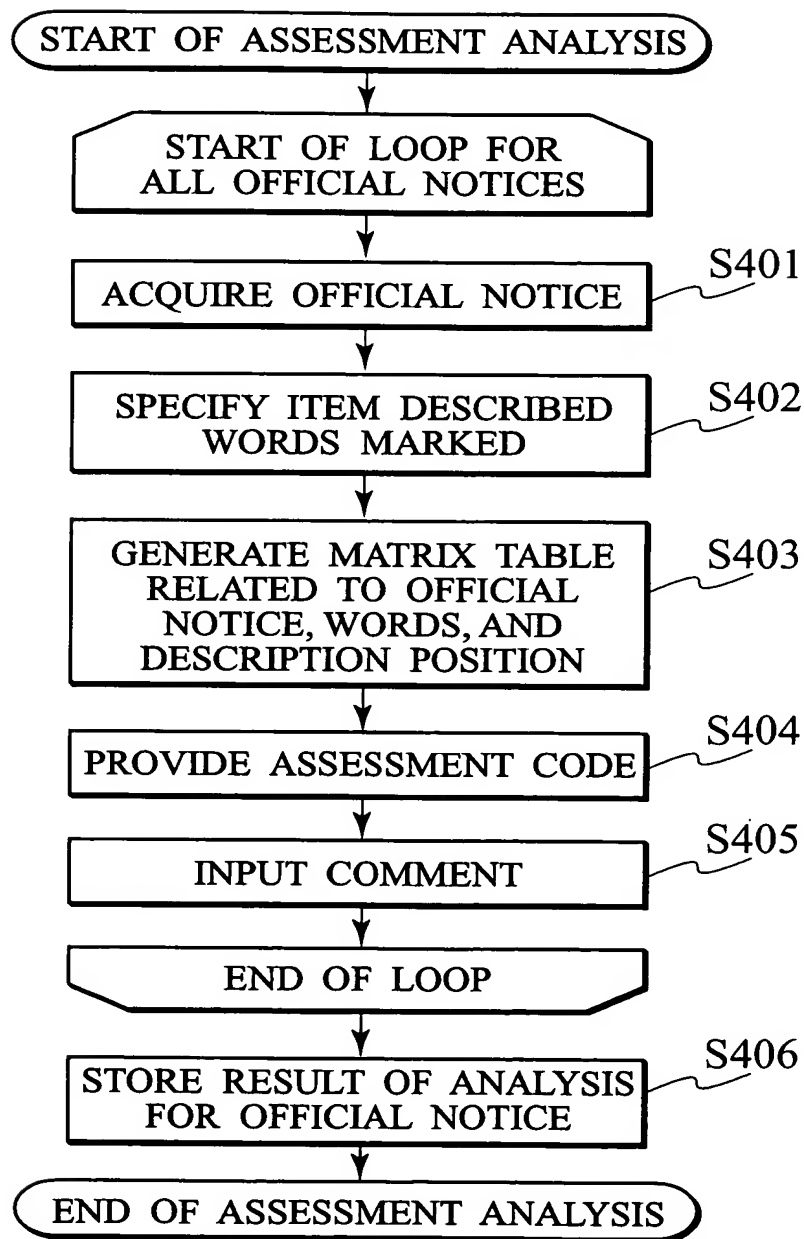 START OF ASSESSMENT ANALYSIS
START OF LOOP FOR
ALL OFFICIAL NOTICES
S401
ACQUIRE OFFICIAL NOTICE
S402
SPECIFY ITEM DESCRIBED
WORDS MARKED
S403
GENERATE MATRIX TABLE
RELATED TO OFFICIAL
NOTICE, WORDS, AND
DESCRIPTION POSITION
S404
PROVIDE ASSESSMENT CODE
S405
INPUT COMMENT
END OF LOOP
S406
STORE RESULT OF ANALYSIS
FOR OFFICIAL NOTICE
END OF ASSESSMENT ANALYSIS